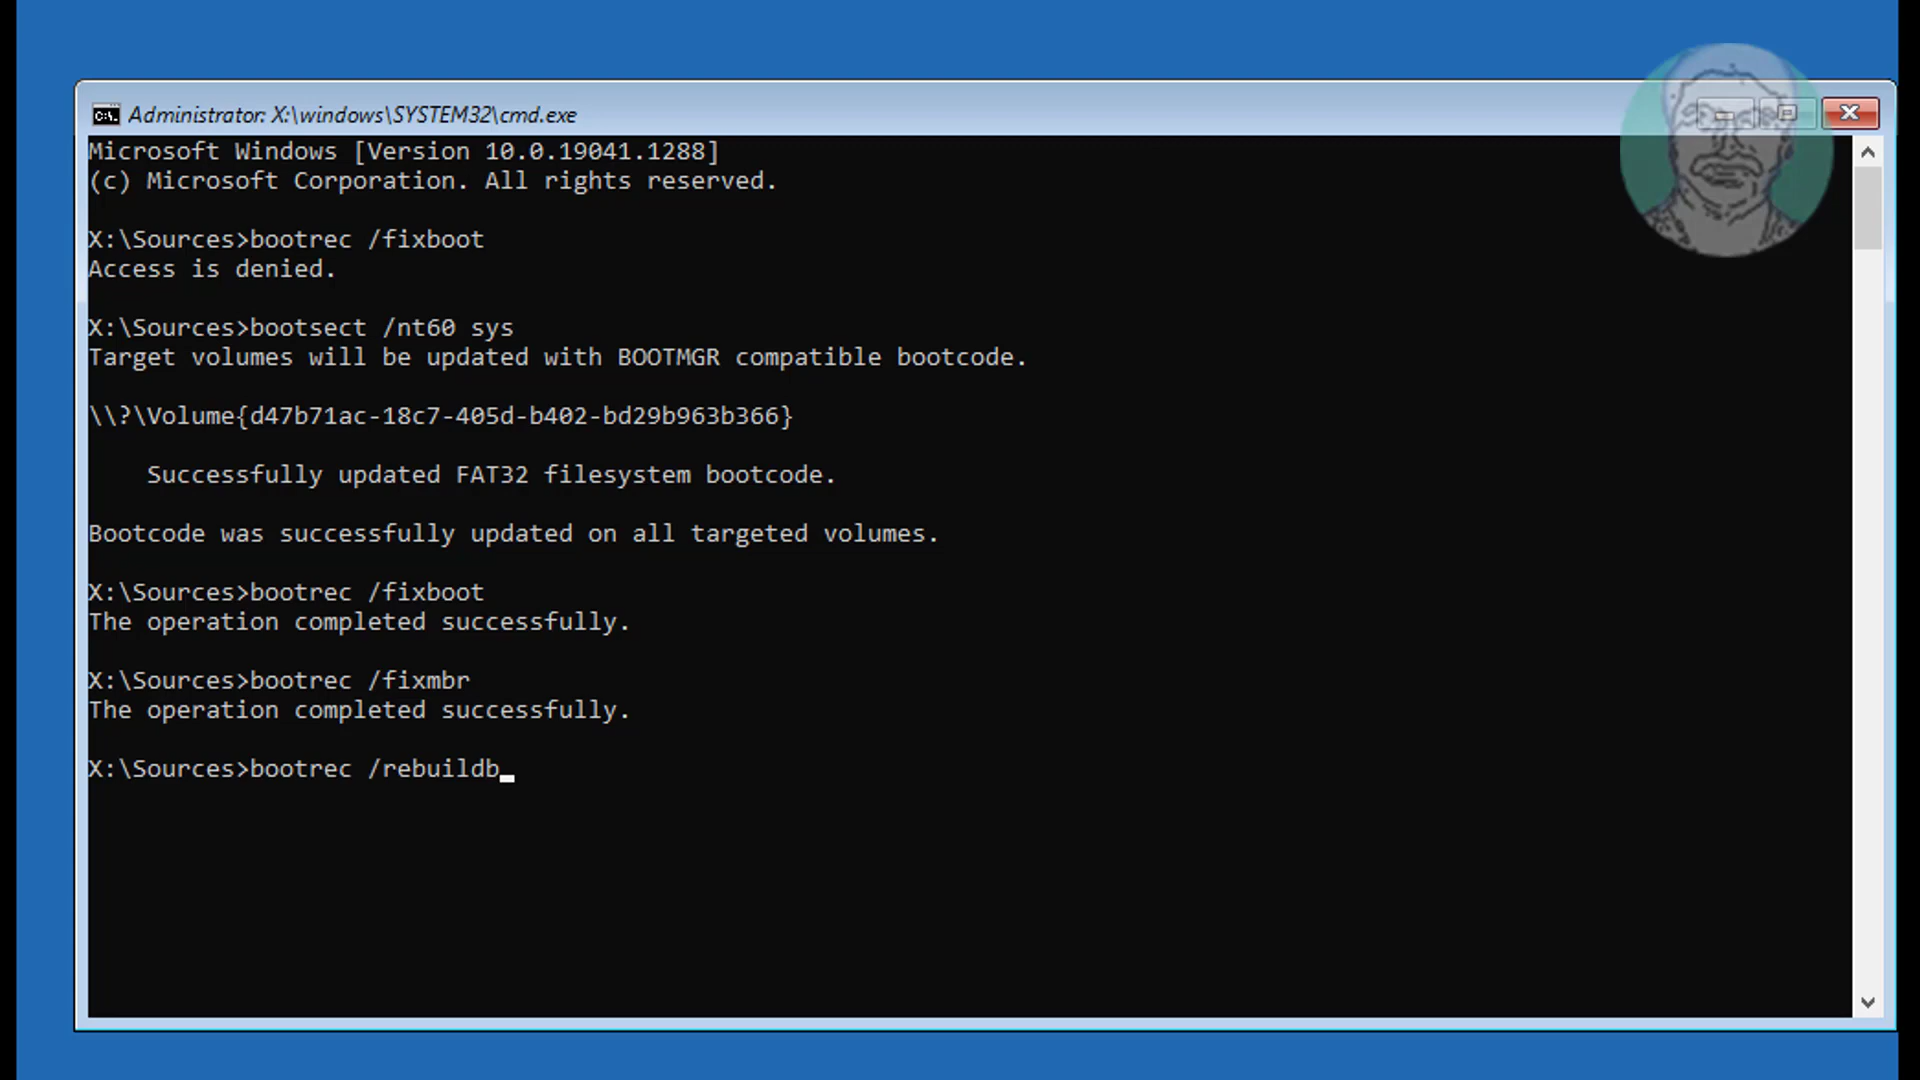 Administrator: X:\windows\SYSTEM32\cmd.exe
Microsoft Windows [Version 10.0.19041.1288]
(c) Microsoft Corporation. All rights reserved.
X:\Sources>bootrec /fixboot
Access is denied.
X:\Sources>bootsect /nt60 sys
Target volumes will be updated with BOOTMGR compatible bootcode.
\\?\Volume{d47b71ac-18c7-405d-b402-bd29b963b366}
Successfully updated FAT32 filesystem bootcode.
Bootcode was successfully updated on all targeted volumes.
X:\Sources>bootrec /fixboot
The operation completed successfully.
X:\Sources>bootrec /fixmbr
The operation completed successfully.
X:\Sources>bootrec /rebuildb